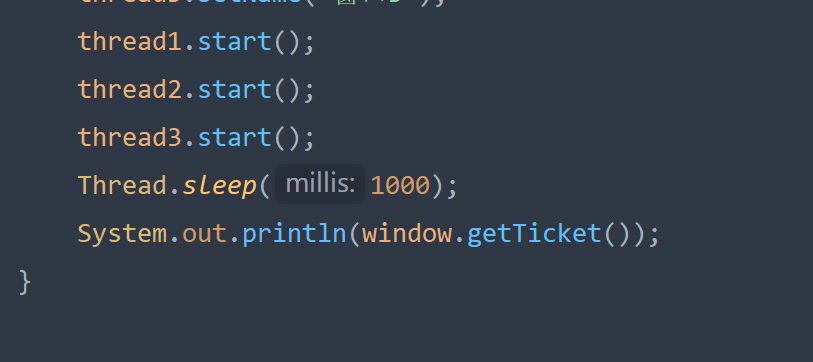 thread1.start();
thread2.start();
thread3.start();
Thread.sleep( millis: 1000);
System.out.println(window.getTicket());
}